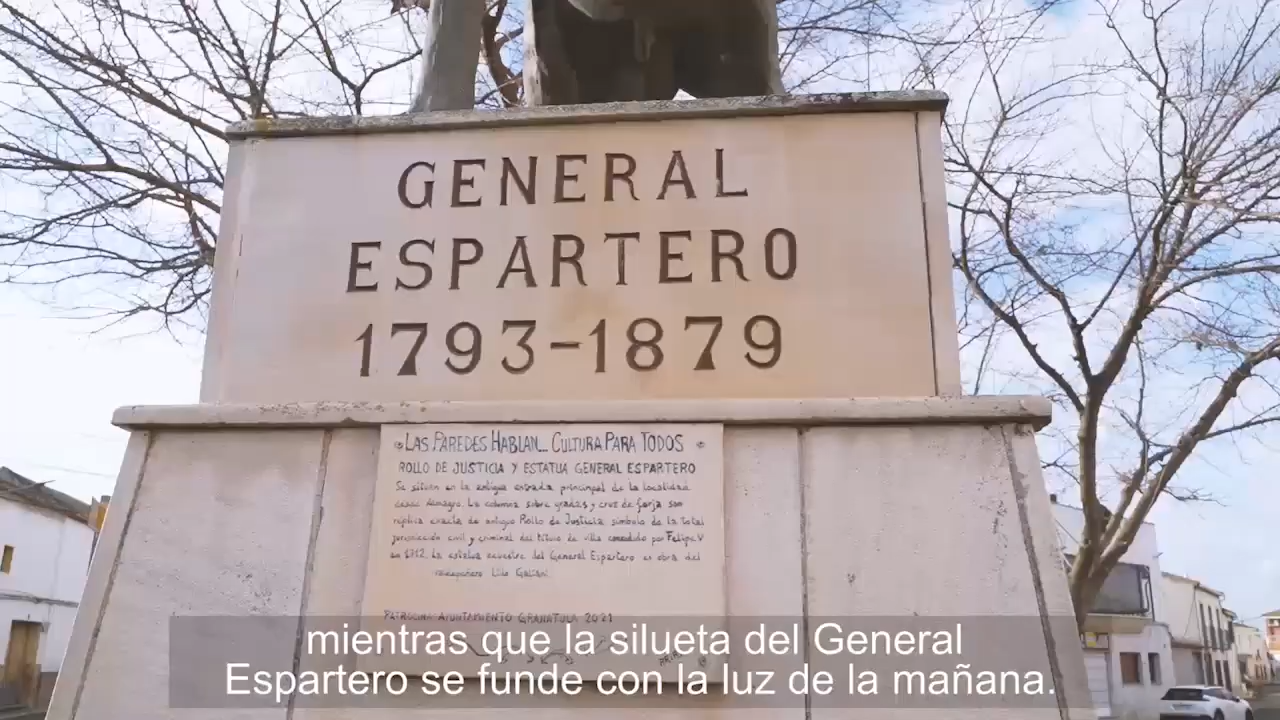 GENERAL
ESPARTERO
1793-1879
LAS PAREDES HABLAN... CULTURA PARA TODOS
ROLLO DE JUSTICIA Y ESTATUA GENERAL ESPARTERO
Se sitúan en la antigua entrada principal de la localidad
desde Almagro. La columna sobre gradas y cruz de forja son
réplica exacta de antiguo Rollo de Justicia símbolo de la total
jurisdicción civil y criminal del título de villa concedido por Felipe V
en 1712. La estatua ecuestre del General Espartero es obra del
PATROCINA AYUNTAMIENTO GRANÁTULA 2021
mientras que la silueta del General
Espartero se funde con la luz de la mañana.